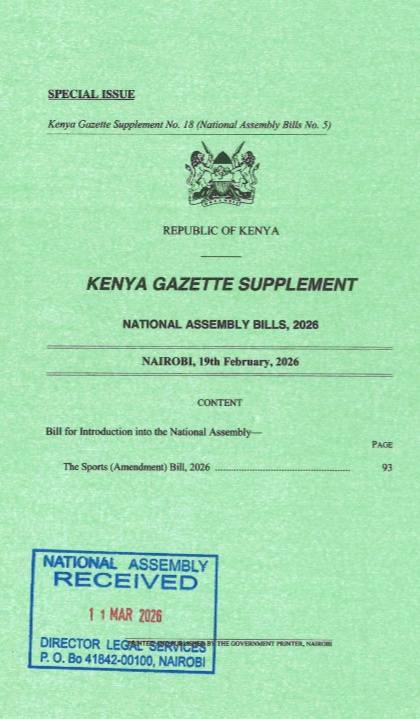 SPECIAL ISSUE
Kenya Gazette Supplement No. 18 (National Assembly Bills No. 5)
REPUBLIC OF KENYA
KENYA GAZETTE SUPPLEMENT
NATIONAL ASSEMBLY BILLS, 2026
NAIROBI, 19th February, 2026
CONTENT
Bill for Introduction into the National Assembly—
PAGE
The Sports (Amendment) Bill, 2026 ........................................................ 93
NATIONAL ASSEMBLY
RECEIVED
11 MAR 2026
DIRECTOR LEGAL SERVICES
P. O. Bo 41842-00100, NAIROBI
PRINTED AND PUBLISHED BY THE GOVERNMENT PRINTER, NAIROBI